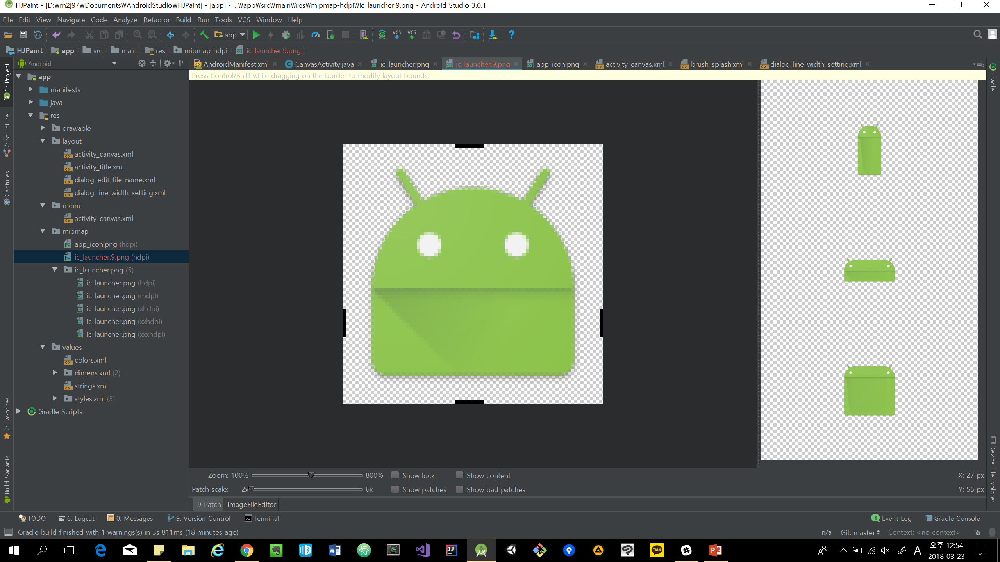 HJPaint - [D:₩m2j97₩Documents₩AndroidStudio₩HJPaint] - [app] - ...₩app₩src₩main₩res₩mipmap-hdpi₩ic_launcher.9.png - Android Studio 3.0.1
File Edit View Navigate Code Analyze Refactor Build Run Tools VCS Window Help
app VCS VCS ?
HJPaint app src main res mipmap-hdpi ic_launcher.9.png
Android
AndroidManifest.xml CanvasActivity.java ic_launcher.png ic_launcher.9.png app_icon.png activity_canvas.xml brush_splash.xml dialog_line_width_setting.xml
Press Control/Shift while dragging on the border to modify layout bounds.
1: Project
7: Structure
Captures
2: Favorites
Build Variants
app
manifests
java
res
drawable
layout
activity_canvas.xml
activity_title.xml
dialog_edit_file_name.xml
dialog_line_width_setting.xml
menu
activity_canvas.xml
mipmap
app_icon.png (hdpi)
ic_launcher.9.png (hdpi)
ic_launcher.png (5)
ic_launcher.png (hdpi)
ic_launcher.png (mdpi)
ic_launcher.png (xhdpi)
ic_launcher.png (xxhdpi)
ic_launcher.png (xxxhdpi)
values
colors.xml
dimens.xml (2)
strings.xml
styles.xml (3)
Gradle Scripts
Gradle
Device File Explorer
Zoom: 100% 800% Show lock Show content X: 27 px
Patch scale: 2x 6x Show patches Show bad patches Y: 55 px
9-Patch ImageFileEditor
TODO 6: Logcat 0: Messages 9: Version Control Terminal 1 Event Log Gradle Console
Gradle build finished with 1 warnings(s) in 3s 811ms (18 minutes ago) n/a Git: master Context: <no context>
IJ TALK A 오후 12:54
2018-03-23